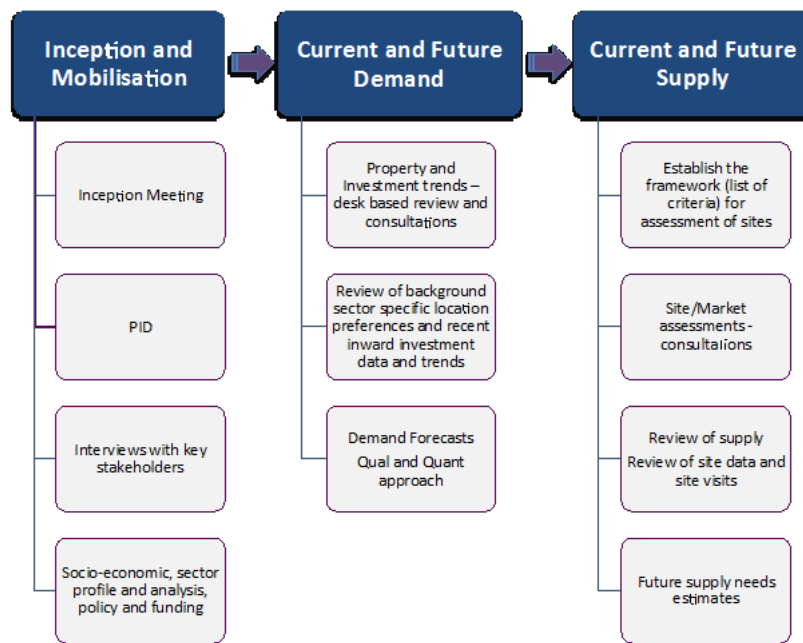 Inception and
Mobilisation
Inception Meeting
PID
Interviews with key
stakeholders
Socio-economic, sector
profile and analysis,
policy and funding
Current and Future
Demand
Property and
Investment trends –
desk based review and
consultations
Review of background
sector specific location
preferences and recent
inward investment
data and trends
Demand Forecasts
Qual and Quant
approach
Current and Future
Supply
Establish the
framework (list of
criteria) for
assessment of sites
Site/Market
assessments -
consultations
Review of supply
Review of site data and
site visits
Future supply needs
estimates